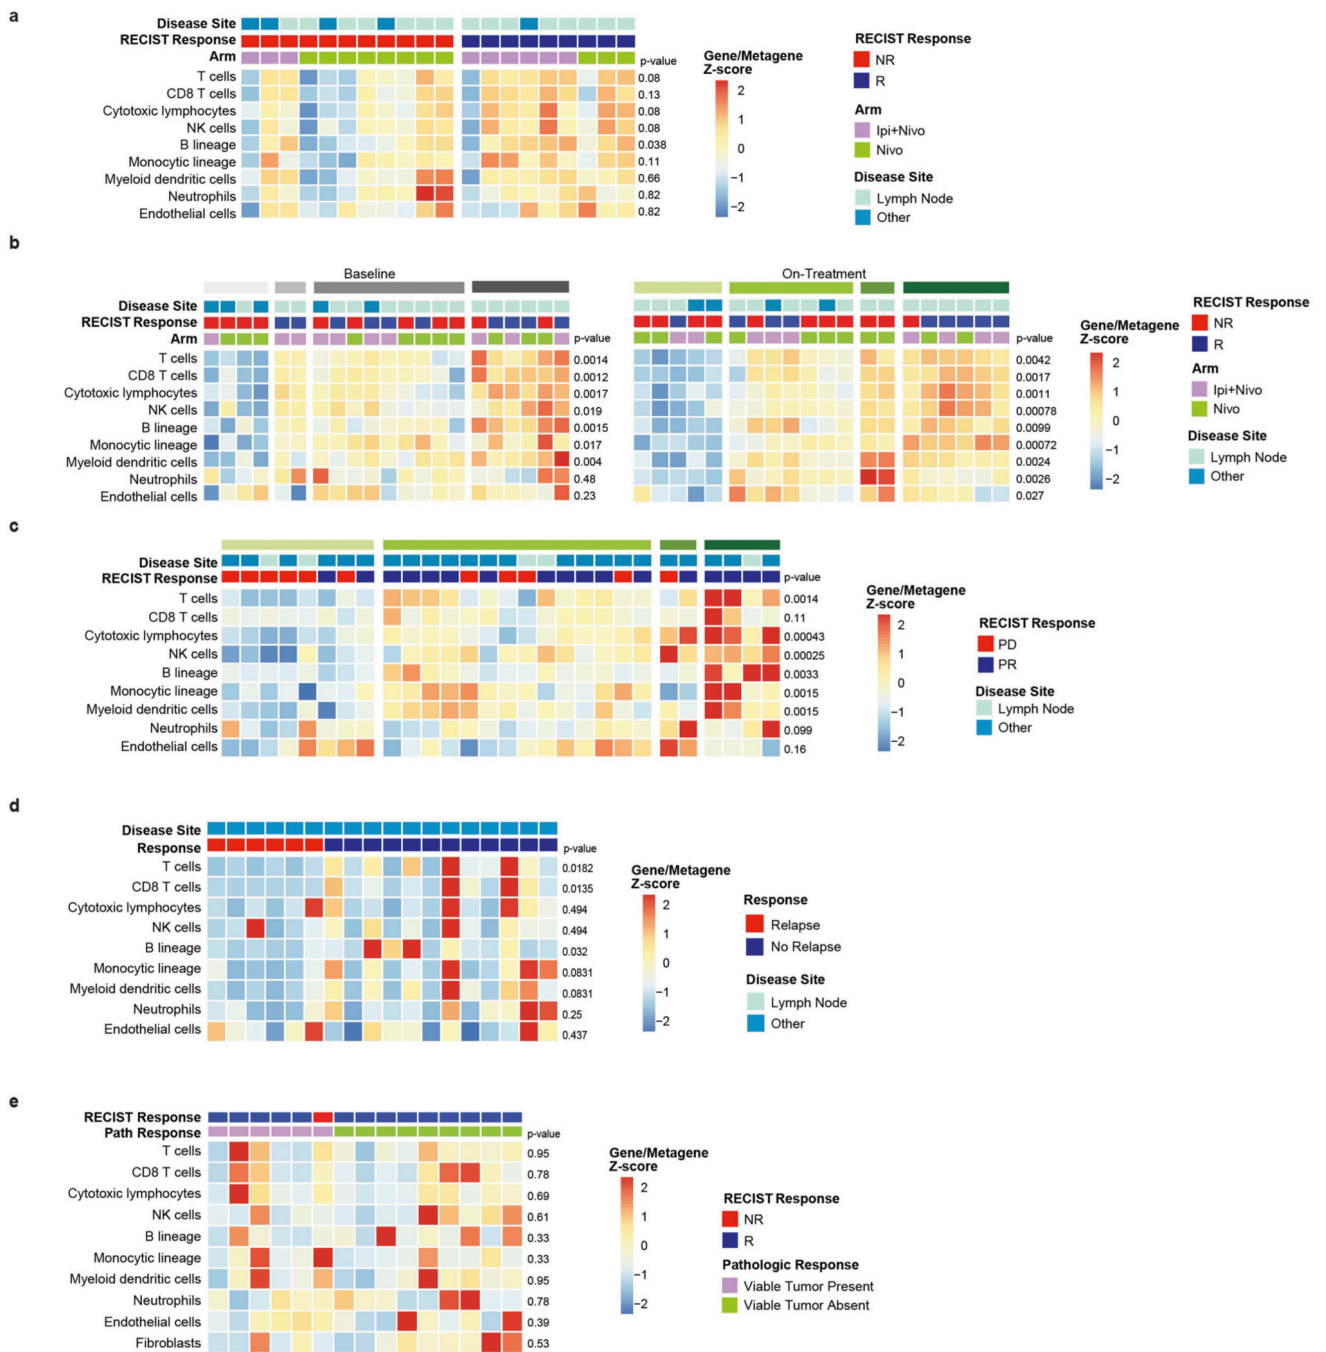 a
Disease Site
RECIST Response
Arm
p-value
T cells 0.08
CD8 T cells 0.13
Cytotoxic lymphocytes 0.08
NK cells 0.08
B lineage 0.038
Monocytic lineage 0.11
Myeloid dendritic cells 0.66
Neutrophils 0.82
Endothelial cells 0.82
Gene/Metagene
Z-score
2
1
0
−1
−2
RECIST Response
NR
R
Arm
Ipi+Nivo
Nivo
Disease Site
Lymph Node
Other
b
Baseline
On-Treatment
Disease Site
RECIST Response
Arm
p-value
p-value
T cells 0.0014 0.0042
CD8 T cells 0.0012 0.0017
Cytotoxic lymphocytes 0.0017 0.0011
NK cells 0.019 0.00078
B lineage 0.0015 0.0099
Monocytic lineage 0.017 0.00072
Myeloid dendritic cells 0.004 0.0024
Neutrophils 0.48 0.0026
Endothelial cells 0.23 0.027
Gene/Metagene
Z-score
2
1
0
−1
−2
RECIST Response
NR
R
Arm
Ipi+Nivo
Nivo
Disease Site
Lymph Node
Other
c
Disease Site
RECIST Response
p-value
T cells 0.0014
CD8 T cells 0.11
Cytotoxic lymphocytes 0.00043
NK cells 0.00025
B lineage 0.0033
Monocytic lineage 0.0015
Myeloid dendritic cells 0.0015
Neutrophils 0.099
Endothelial cells 0.16
Gene/Metagene
Z-score
2
1
0
−1
−2
RECIST Response
PD
PR
Disease Site
Lymph Node
Other
d
Disease Site
Response
p-value
T cells 0.0182
CD8 T cells 0.0135
Cytotoxic lymphocytes 0.494
NK cells 0.494
B lineage 0.032
Monocytic lineage 0.0831
Myeloid dendritic cells 0.0831
Neutrophils 0.25
Endothelial cells 0.437
Gene/Metagene
Z-score
2
1
0
−1
−2
Response
Relapse
No Relapse
Disease Site
Lymph Node
Other
e
RECIST Response
Path Response
p-value
T cells 0.95
CD8 T cells 0.78
Cytotoxic lymphocytes 0.69
NK cells 0.61
B lineage 0.33
Monocytic lineage 0.33
Myeloid dendritic cells 0.95
Neutrophils 0.78
Endothelial cells 0.39
Fibroblasts 0.53
Gene/Metagene
Z-score
2
1
0
−1
−2
RECIST Response
NR
R
Pathologic Response
Viable Tumor Present
Viable Tumor Absent